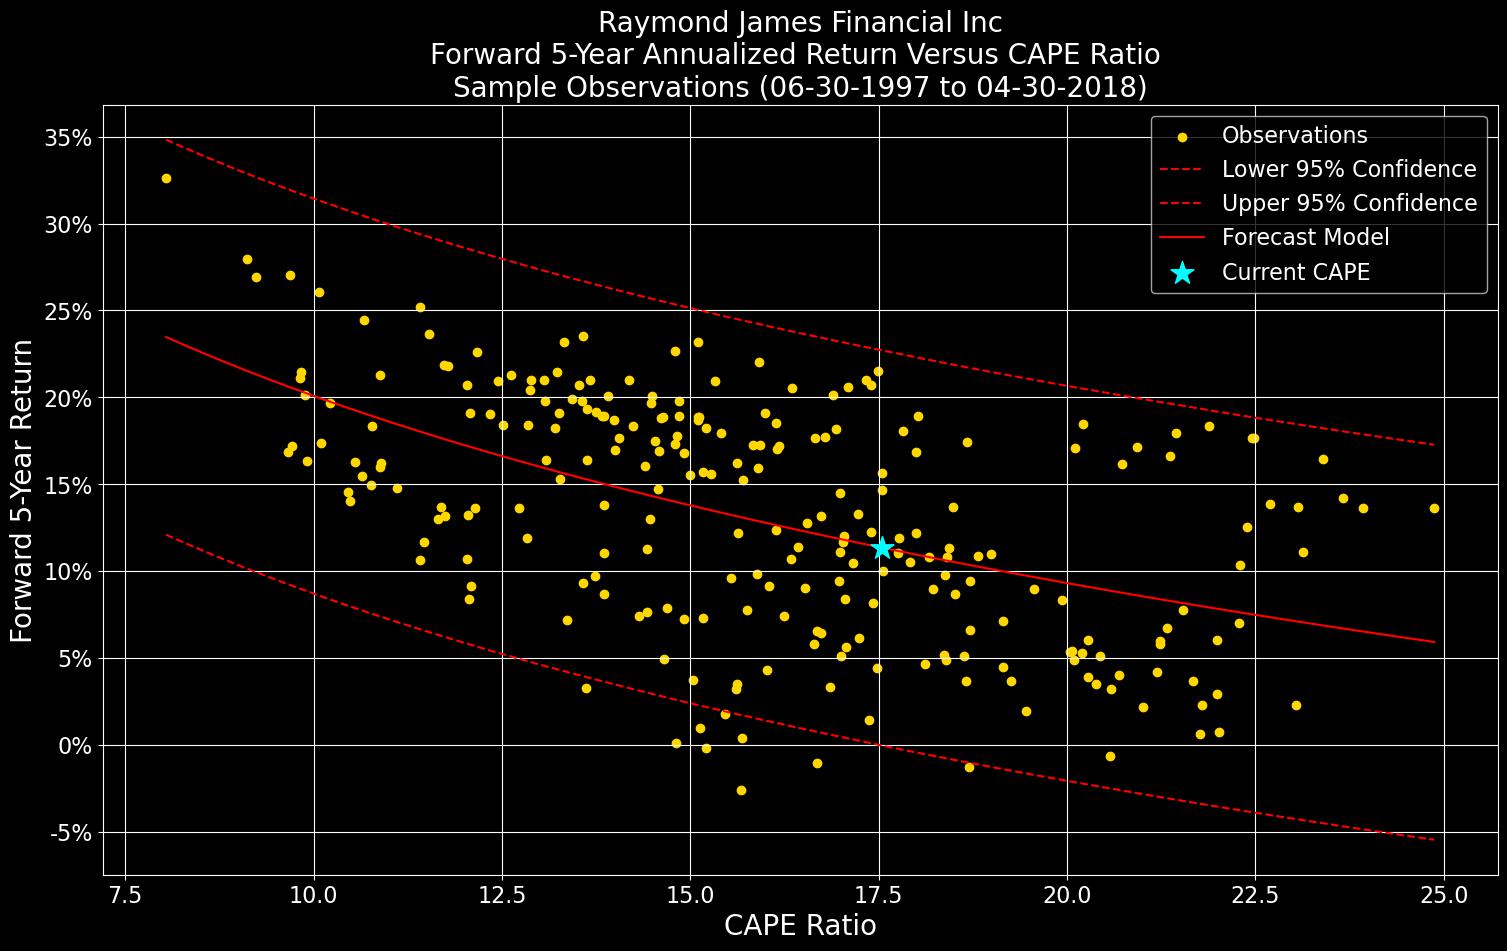 Raymond James Financial Inc
Forward 5-Year Annualized Return Versus CAPE Ratio
Sample Observations (06-30-1997 to 04-30-2018)
Observations
Lower 95% Confidence
Upper 95% Confidence
Forecast Model
Current CAPE
Forward 5-Year Return
35%
30%
25%
20%
15%
10%
5%
0%
-5%
7.5 10.0 12.5 15.0 17.5 20.0 22.5 25.0
CAPE Ratio